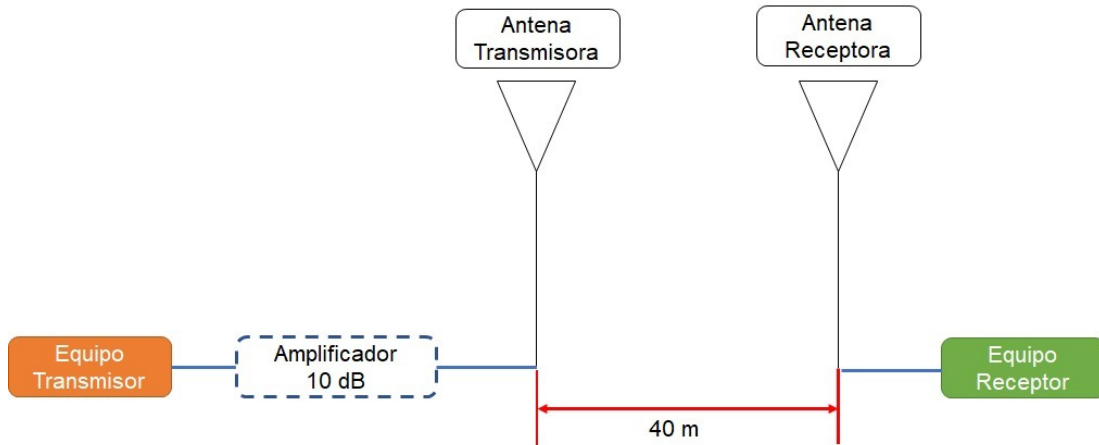 Antena
Transmisora
Antena
Receptora
Equipo
Transmisor
Amplificador
10 dB
Equipo
Receptor
40 m